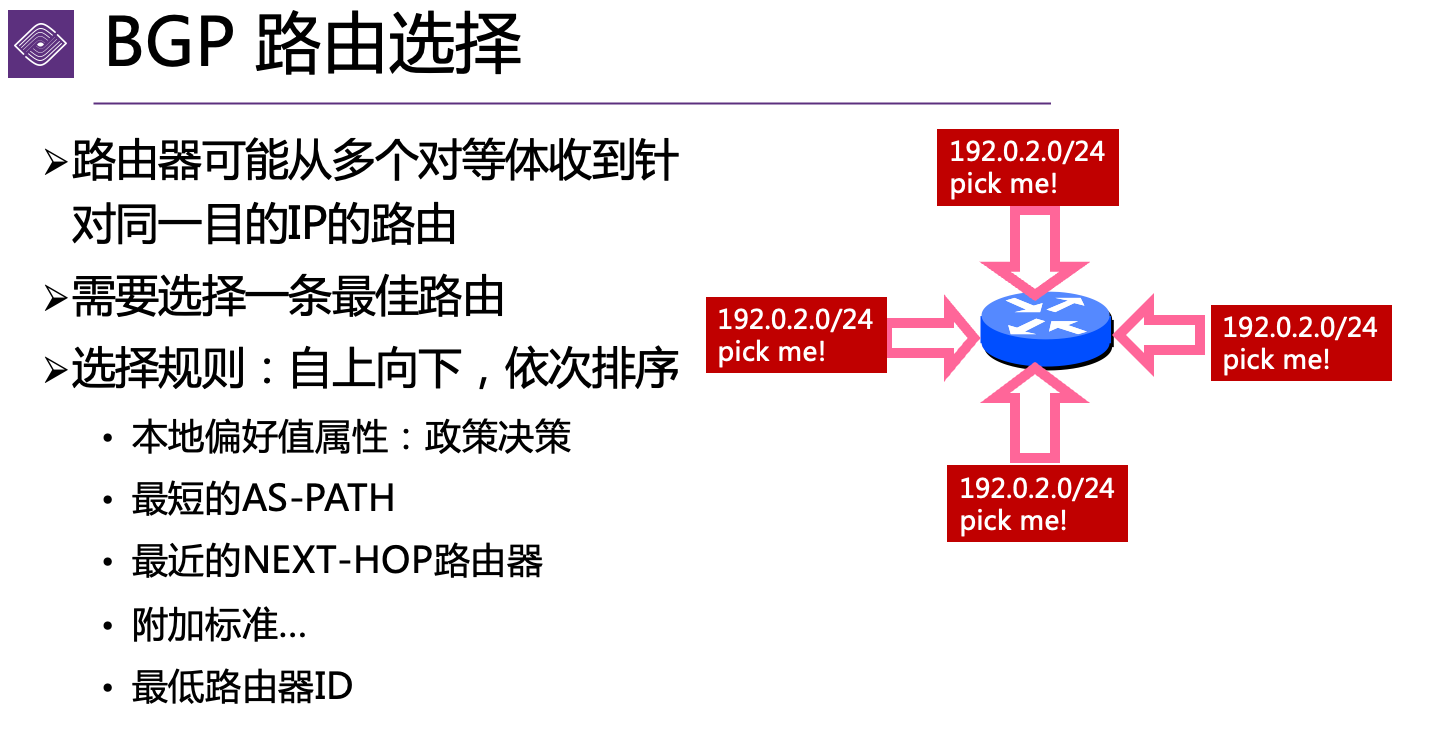 BGP 路由选择
➢路由器可能从多个对等体收到针
对同一目的IP的路由
➢需要选择一条最佳路由
➢选择规则：自上向下，依次排序
• 本地偏好值属性：政策决策
• 最短的AS-PATH
• 最近的NEXT-HOP路由器
• 附加标准...
• 最低路由器ID
192.0.2.0/24
pick me!
192.0.2.0/24
pick me!
192.0.2.0/24
pick me!
192.0.2.0/24
pick me!